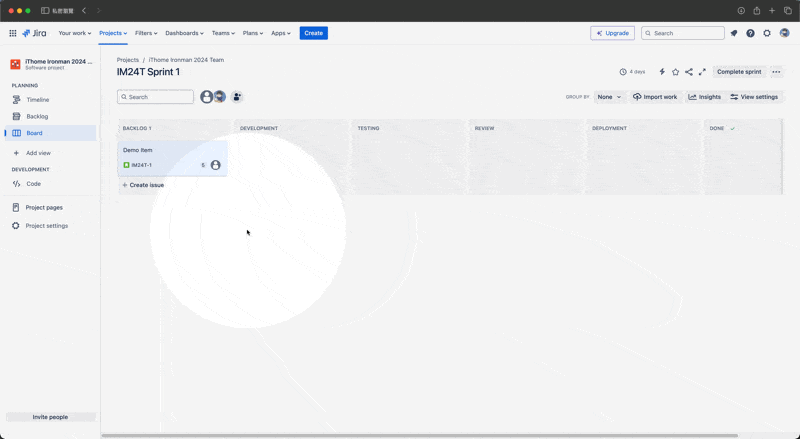 私密瀏覽
Jira
Your work
Projects
Filters
Dashboards
Teams
Plans
Apps
Create
Upgrade
Search
iThome Ironman 2024 ...
Software project
PLANNING
Timeline
Backlog
Board
Add view
DEVELOPMENT
Code
Project pages
Project settings
Invite people
Projects / iThome Ironman 2024 Team
IM24T Sprint 1
4 days
Complete sprint
Search
GROUP BY
None
Import work
Insights
View settings
BACKLOG 1
DEVELOPMENT
TESTING
REVIEW
DEPLOYMENT
DONE
Demo Item
IM24T-1
5
+ Create issue